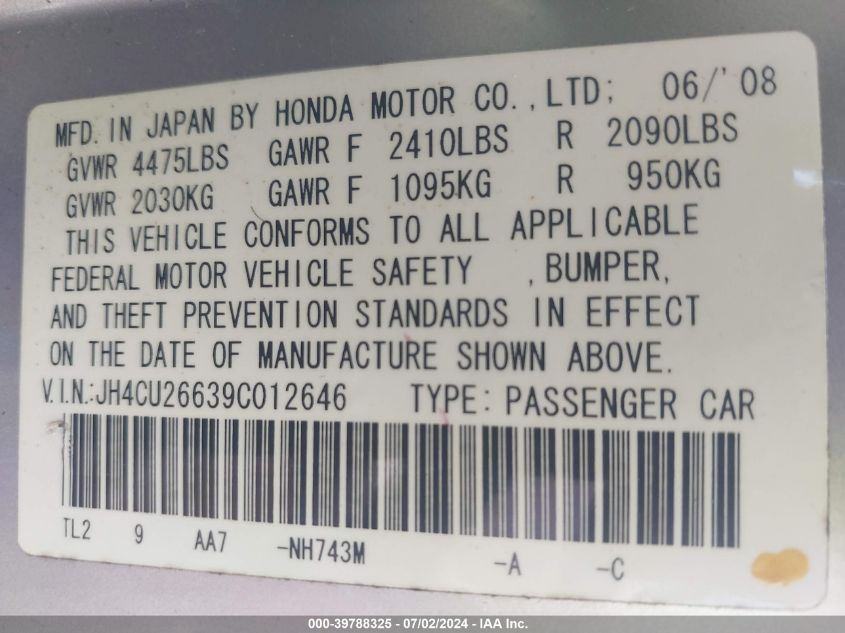 MFD. IN JAPAN BY HONDA MOTOR CO.,LTD; 06/'08
GVWR 4475LBS GAWR F 2410LBS R 2090LBS
GVWR 2030KG GAWR F 1095KG R 950KG
THIS VEHICLE CONFORMS TO ALL APPLICABLE
FEDERAL MOTOR VEHICLE SAFETY ,BUMPER,
AND THEFT PREVENTION STANDARDS IN EFFECT
ON THE DATE OF MANUFACTURE SHOWN ABOVE.
V.I.N.:JH4CU26639C012646 TYPE: PASSENGER CAR
TL2 9 AA7 -NH743M -A -C
000-39788325 - 07/02/2024 - IAA Inc.